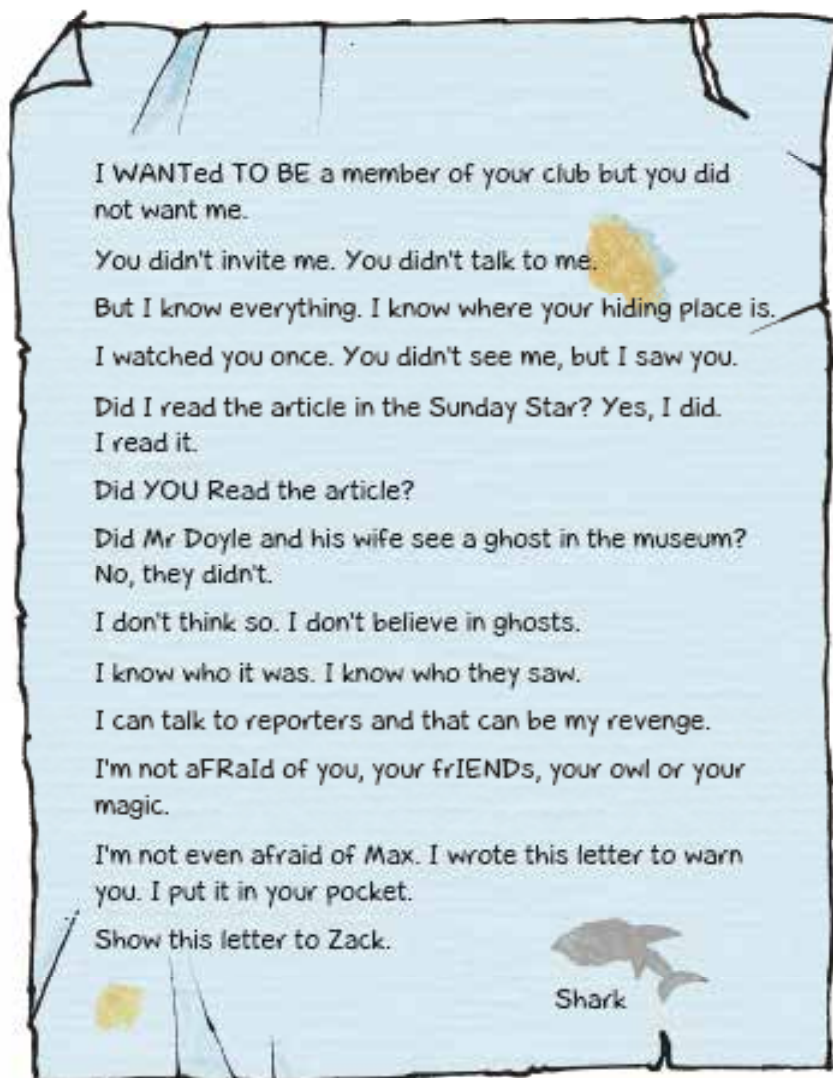 I WANTed TO BE a member of your club but you did
not want me.
You didn't invite me. You didn't talk to me.
But I know everything. I know where your hiding place is.
I watched you once. You didn't see me, but I saw you.
Did I read the article in the Sunday Star? Yes, I did.
I read it.
Did YOU Read the article?
Did Mr Doyle and his wife see a ghost in the museum?
No, they didn't.
I don't think so. I don't believe in ghosts.
I know who it was. I know who they saw.
I can talk to reporters and that can be my revenge.
I'm not aFRaId of you, your frIENDs, your owl or your
magic.
I'm not even afraid of Max. I wrote this letter to warn
you. I put it in your pocket.
Show this letter to Zack.
Shark